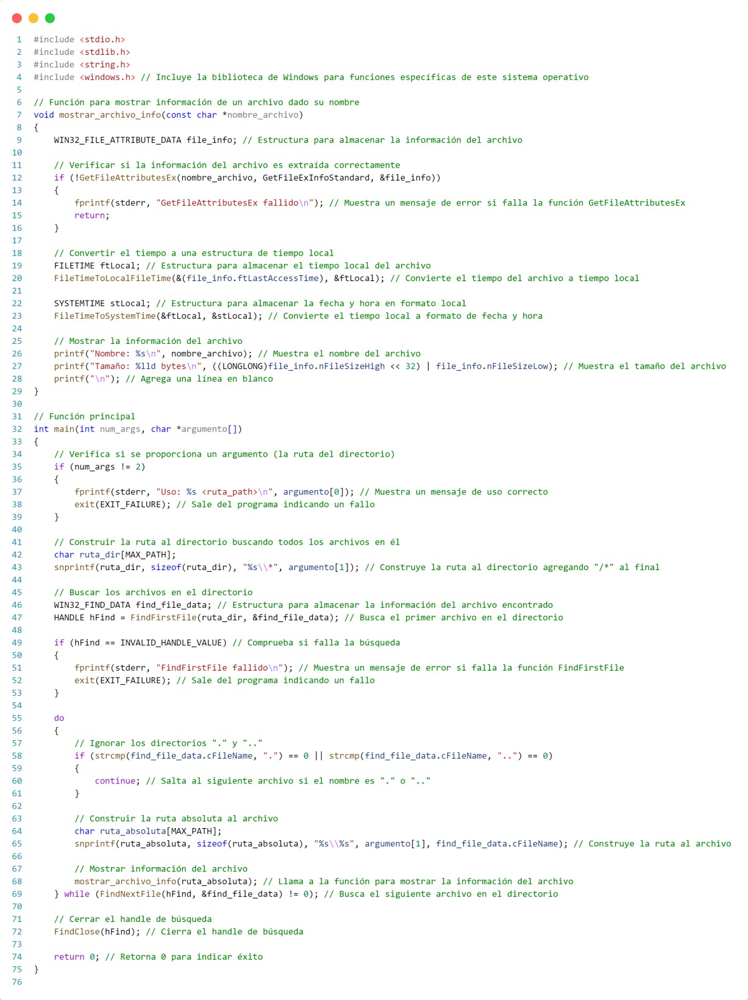 1 #include <stdio.h>
2 #include <stdlib.h>
3 #include <string.h>
4 #include <windows.h> // Incluye la biblioteca de Windows para funciones específicas de este sistema operativo
5
6 // Función para mostrar información de un archivo dado su nombre
7 void mostrar_archivo_info(const char *nombre_archivo)
8 {
9     WIN32_FILE_ATTRIBUTE_DATA file_info; // Estructura para almacenar la información del archivo
10
11     // Verificar si la información del archivo es extraída correctamente
12     if (!GetFileAttributesEx(nombre_archivo, GetFileExInfoStandard, &file_info))
13     {
14         fprintf(stderr, "GetFileAttributesEx fallido\n"); // Muestra un mensaje de error si falla la función GetFileAttributesEx
15         return;
16     }
17
18     // Convertir el tiempo a una estructura de tiempo local
19     FILETIME ftLocal; // Estructura para almacenar el tiempo local del archivo
20     FileTimeToLocalFileTime(&(file_info.ftLastAccessTime), &ftLocal); // Convierte el tiempo del archivo a tiempo local
21
22     SYSTEMTIME stLocal; // Estructura para almacenar la fecha y hora en formato local
23     FileTimeToSystemTime(&ftLocal, &stLocal); // Convierte el tiempo local a formato de fecha y hora
24
25     // Mostrar la información del archivo
26     printf("Nombre: %s\n", nombre_archivo); // Muestra el nombre del archivo
27     printf("Tamaño: %lld bytes\n", ((LONGLONG)file_info.nFileSizeHigh << 32) | file_info.nFileSizeLow); // Muestra el tamaño del archivo
28     printf("\n"); // Agrega una línea en blanco
29 }
30
31 // Función principal
32 int main(int num_args, char *argumento[])
33 {
34     // Verifica si se proporciona un argumento (la ruta del directorio)
35     if (num_args != 2)
36     {
37         fprintf(stderr, "Uso: %s <ruta_path>\n", argumento[0]); // Muestra un mensaje de uso correcto
38         exit(EXIT_FAILURE); // Sale del programa indicando un fallo
39     }
40
41     // Construir la ruta al directorio buscando todos los archivos en él
42     char ruta_dir[MAX_PATH];
43     snprintf(ruta_dir, sizeof(ruta_dir), "%s\\*", argumento[1]); // Construye la ruta al directorio agregando "/*" al final
44
45     // Buscar los archivos en el directorio
46     WIN32_FIND_DATA find_file_data; // Estructura para almacenar la información del archivo encontrado
47     HANDLE hFind = FindFirstFile(ruta_dir, &find_file_data); // Busca el primer archivo en el directorio
48
49     if (hFind == INVALID_HANDLE_VALUE) // Comprueba si falla la búsqueda
50     {
51         fprintf(stderr, "FindFirstFile fallido\n"); // Muestra un mensaje de error si falla la función FindFirstFile
52         exit(EXIT_FAILURE); // Sale del programa indicando un fallo
53     }
54
55     do
56     {
57         // Ignorar los directorios "." y ".."
58         if (strcmp(find_file_data.cFileName, ".") == 0 || strcmp(find_file_data.cFileName, "..") == 0)
59         {
60             continue; // Salta al siguiente archivo si el nombre es "." o ".."
61         }
62
63         // Construir la ruta absoluta al archivo
64         char ruta_absoluta[MAX_PATH];
65         snprintf(ruta_absoluta, sizeof(ruta_absoluta), "%s\\%s", argumento[1], find_file_data.cFileName); // Construye la ruta al archivo
66
67         // Mostrar información del archivo
68         mostrar_archivo_info(ruta_absoluta); // Llama a la función para mostrar la información del archivo
69     } while (FindNextFile(hFind, &find_file_data) != 0); // Busca el siguiente archivo en el directorio
70
71     // Cerrar el handle de búsqueda
72     FindClose(hFind); // Cierra el handle de búsqueda
73
74     return 0; // Retorna 0 para indicar éxito
75 }
76